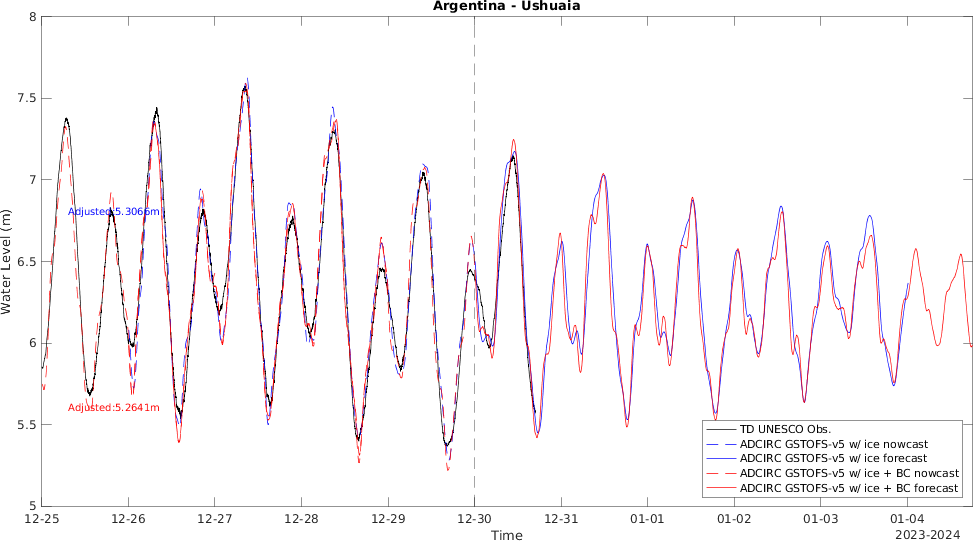 Argentina - Ushuaia
8
7.5
7
6.5
6
5.5
5
Water Level (m)
Adjusted:5.3066m
Adjusted:5.2641m
TD UNESCO Obs.
ADCIRC GSTOFS-v5 w/ ice nowcast
ADCIRC GSTOFS-v5 w/ ice forecast
ADCIRC GSTOFS-v5 w/ ice + BC nowcast
ADCIRC GSTOFS-v5 w/ ice + BC forecast
12-25 12-26 12-27 12-28 12-29 12-30 12-31 01-01 01-02 01-03 01-04
Time
2023-2024